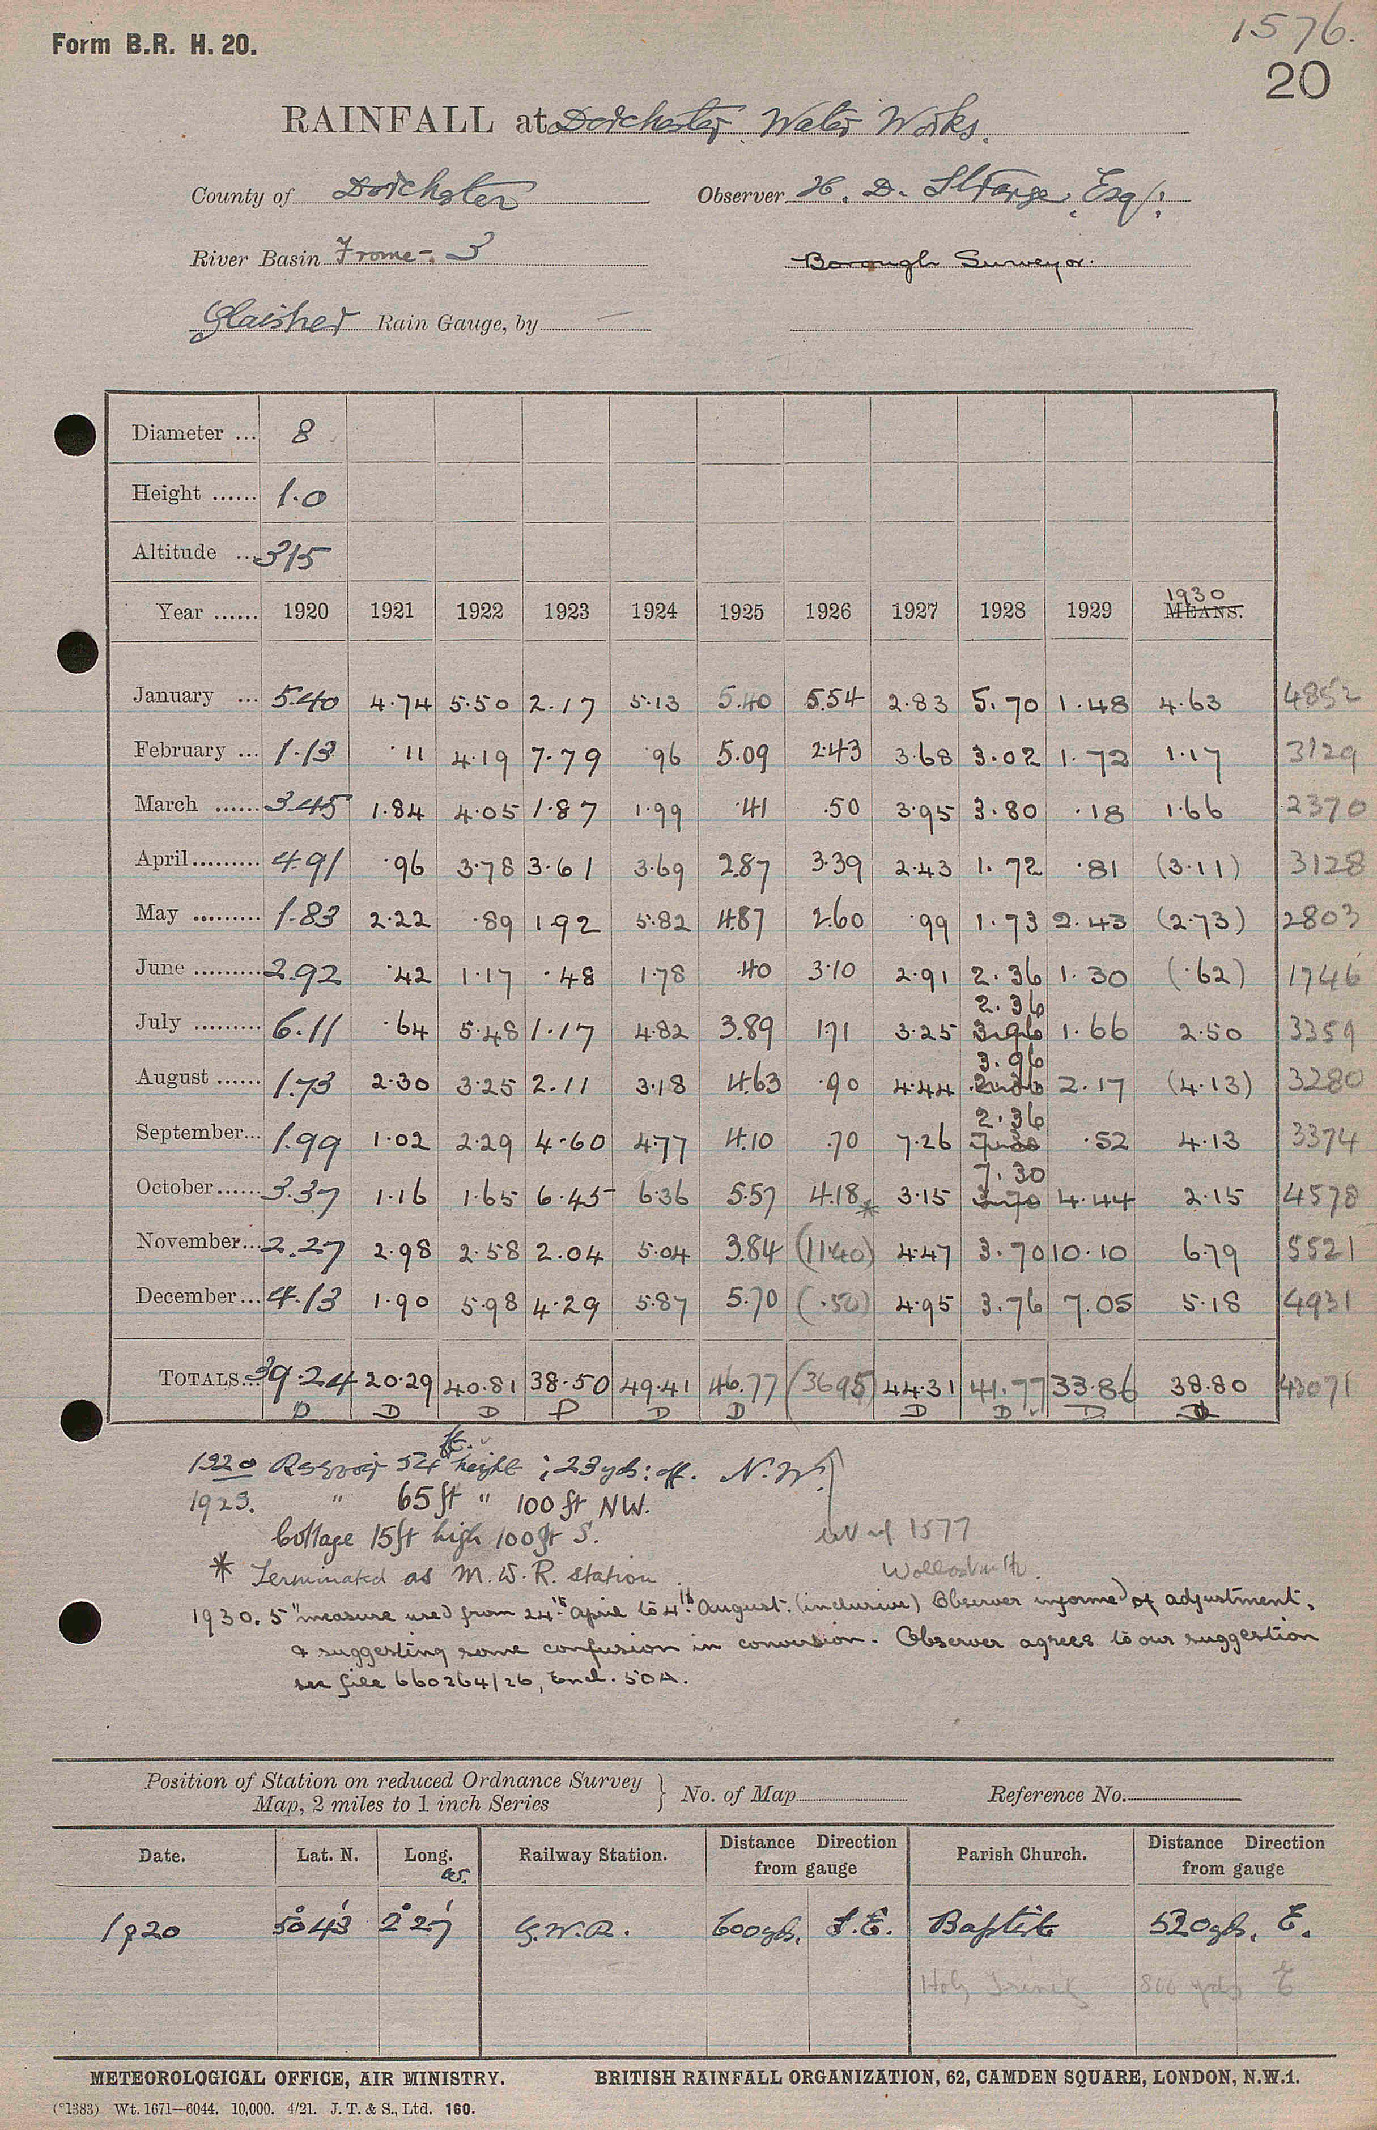 Form B.R. H. 20.
1576.
20
RAINFALL at Dorchester Water Works.
County of Dorchester Observer H. D. Esq.
River Basin Frome - 3 Borough Surveyor.
Glaisher Rain Gauge, by —
Diameter ... 8
Height ...... 1.0
Altitude ... 315
Year ...... 1920 1921 1922 1923 1924 1925 1926 1927 1928 1929 1930 MEANS.
January ... 5.40 4.74 5.50 2.17 5.13 5.40 5.54 2.83 5.70 1.48 4.63 4852
February ... 1.13 .11 4.19 7.79 .96 5.09 2.43 3.68 3.02 1.72 1.17 3129
March ...... 3.45 1.84 4.05 1.87 1.99 .41 .50 3.95 3.80 .18 1.66 2370
April ......... 4.91 .96 3.78 3.61 3.69 2.87 3.39 2.43 1.72 .81 (3.11) 3128
May ......... 1.83 2.22 .89 1.92 5.82 4.87 2.60 .99 1.73 2.43 (2.73) 2803
June ......... 2.92 .42 1.17 .48 1.78 .40 3.10 2.91 2.36 1.30 (.62) 1746
July ......... 6.11 .64 5.48 1.17 4.82 3.89 1.71 3.25 2.36 3.96 1.66 2.50 3359
August ...... 1.73 2.30 3.25 2.11 3.18 4.63 .90 4.44 3.96 2.36 2.17 (4.13) 3280
September... 1.99 1.02 2.29 4.60 4.77 4.10 .70 7.26 2.36 7.30 .52 4.13 3374
October ...... 3.37 1.16 1.65 6.45 6.36 5.57 4.18 * 3.15 7.30 3.70 4.44 2.15 4578
November... 2.27 2.98 2.58 2.04 5.04 3.84 (11.40) 4.47 3.70 10.10 6.79 5521
December... 4.13 1.90 5.98 4.29 5.87 5.70 (.50) 4.95 3.76 7.05 5.18 4931
TOTALS... 39.24 20.29 40.81 38.50 49.41 46.77 (36.95) 44.31 41.77 33.86 38.80 43071
D D D P D D D D D D
1920 Reservoir 54 ft. height ; 23 yds: off. N.W.
1923. " 65 ft " 100 ft NW.
Cottage 15ft high 100ft S.
1577
* Terminated as M.W.R. station.
1930. 5" measure used from 24th April to 4th August. (inclusive) Observer informed of adjustment,
& suggesting some confusion in conversion. Observer agrees to our suggestion
see file 660264/26, Encl. 50A.
Position of Station on reduced Ordnance Survey Map, 2 miles to 1 inch Series } No. of Map Reference No.
Date. Lat. N. Long. W. Railway Station. Distance Direction from gauge Parish Church. Distance Direction from gauge
1920 50° 43' 2° 27' G.W.R. 600 yds. S.E. Baptist 520 yds. E.
Holy Trinity 800 yds E
METEOROLOGICAL OFFICE, AIR MINISTRY. BRITISH RAINFALL ORGANIZATION, 62, CAMDEN SQUARE, LONDON, N.W.1.
(*1383) Wt. 1671—6044. 10,000. 4/21. J. T. & S., Ltd. 160.